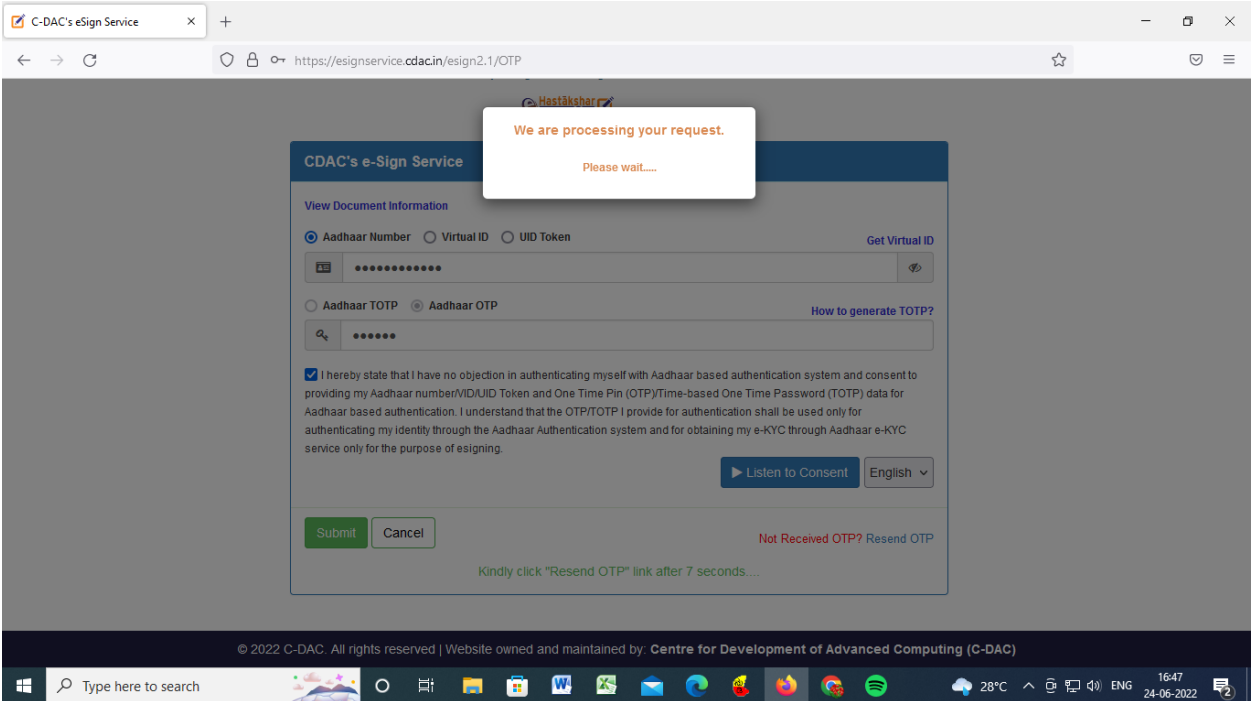 C-DAC's eSign Service
https://esignservice.cdac.in/esign2.1/OTP
Hastākshar
We are processing your request.
Please wait.....
CDAC's e-Sign Service
View Document Information
Aadhaar Number Virtual ID UID Token
Get Virtual ID
••••••••••••
Aadhaar TOTP Aadhaar OTP
How to generate TOTP?
••••••
I hereby state that I have no objection in authenticating myself with Aadhaar based authentication system and consent to
providing my Aadhaar number/VID/UID Token and One Time Pin (OTP)/Time-based One Time Password (TOTP) data for
Aadhaar based authentication. I understand that the OTP/TOTP I provide for authentication shall be used only for
authenticating my identity through the Aadhaar Authentication system and for obtaining my e-KYC through Aadhaar e-KYC
service only for the purpose of esigning.
Listen to Consent English
Submit Cancel
Not Received OTP? Resend OTP
Kindly click "Resend OTP" link after 7 seconds....
© 2022 C-DAC. All rights reserved | Website owned and maintained by: Centre for Development of Advanced Computing (C-DAC)
Type here to search
28°C
ENG
16:47
24-06-2022
2